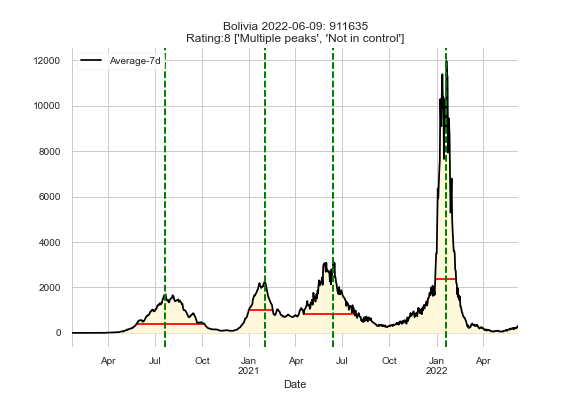 Bolivia 2022-06-09: 911635
Rating:8 ['Multiple peaks', 'Not in control']
Average-7d
12000
10000
8000
6000
4000
2000
0
Apr Jul Oct Jan Apr Jul Oct Jan Apr
2021 2022
Date